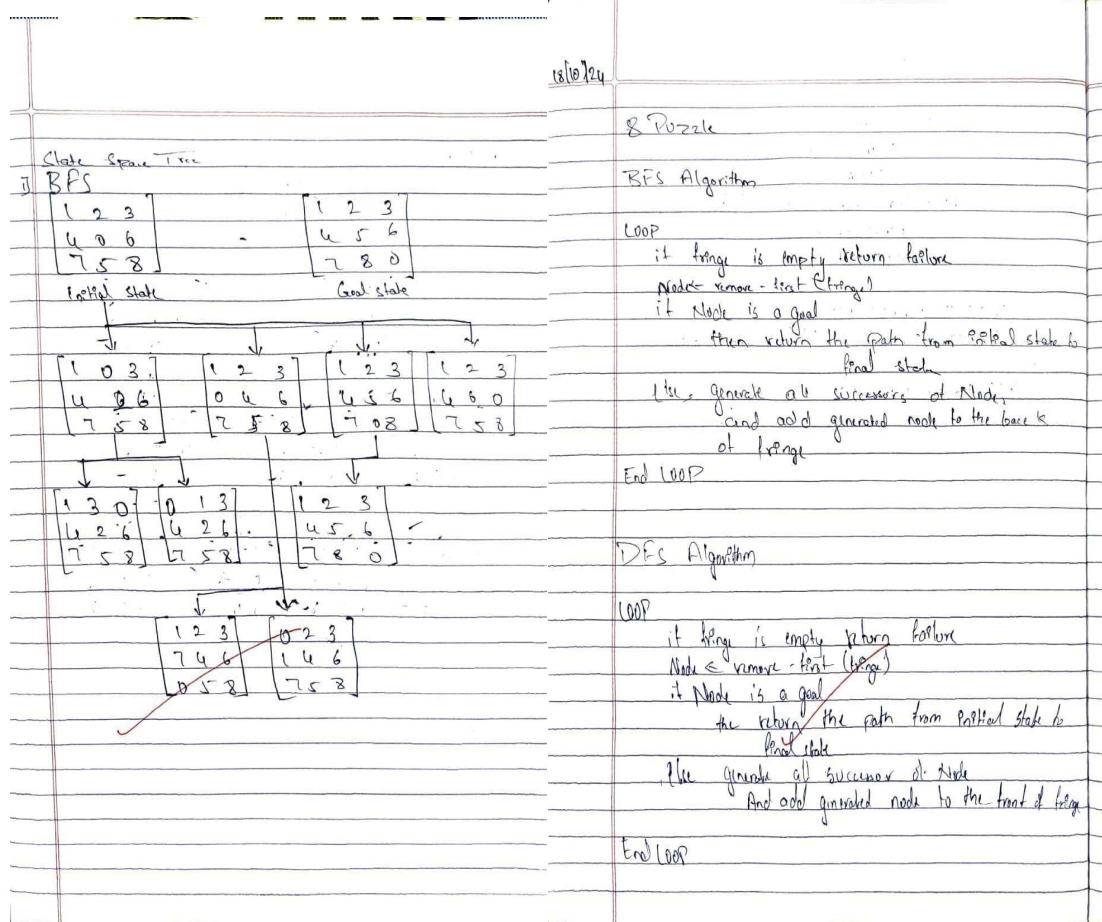 State Space Tree
1) BFS
1 2 3
4 0 6
7 5 8
Initial State
1 2 3
4 5 6
7 8 0
Goal state
1 0 3
4 2 6
7 5 8
1 2 3
0 4 6
7 5 8
1 2 3
4 5 6
7 0 8
1 2 3
4 6 0
7 5 8
1 3 0
4 2 6
7 5 8
0 1 3
4 2 6
7 5 8
1 2 3
4 5 6
7 8 0
1 2 3
7 4 6
0 5 8
0 2 3
1 4 6
7 5 8
18/10/24
8 Puzzle
BFS Algorithm
LOOP
if fringe is empty return failure
Node ← remove-first (fringe)
if Node is a goal
then return the path from initial state to
final state
Else, generate all successors of Node,
and add generated node to the back
of fringe
End LOOP
DFS Algorithm
LOOP
if fringe is empty return failure
Node ← remove-first (fringe)
if Node is a goal
the return the path from initial state to
final state
Else generate all successor of Node
And add generated node to the front of fringe
End LOOP